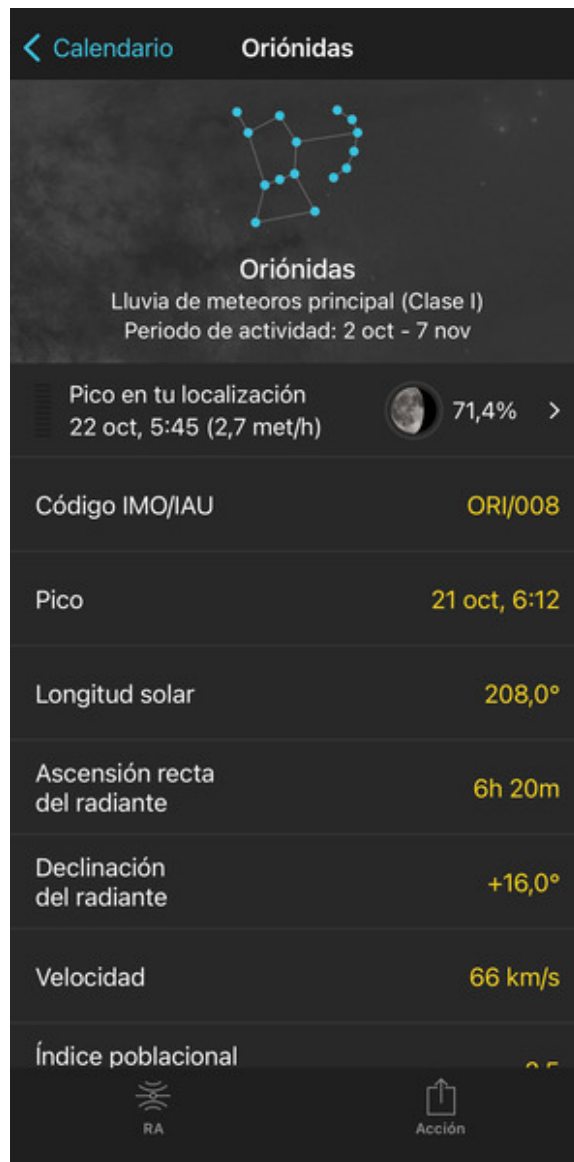 Calendario
Oriónidas
Oriónidas
Lluvia de meteoros principal (Clase I)
Periodo de actividad: 2 oct - 7 nov
Pico en tu localización
22 oct, 5:45 (2,7 met/h)
71,4%
Código IMO/IAU
ORI/008
Pico
21 oct, 6:12
Longitud solar
208,0°
Ascensión recta
del radiante
6h 20m
Declinación
del radiante
+16,0°
Velocidad
66 km/s
Índice poblacional
RA
Acción